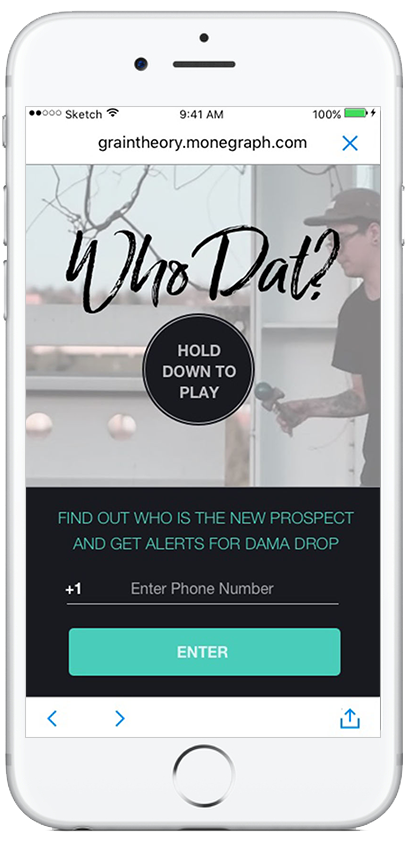 Sketch 9:41 AM 100%
graintheory.monegraph.com
Who Dat?
HOLD
DOWN TO
PLAY
FIND OUT WHO IS THE NEW PROSPECT
AND GET ALERTS FOR DAMA DROP
+1 Enter Phone Number
ENTER